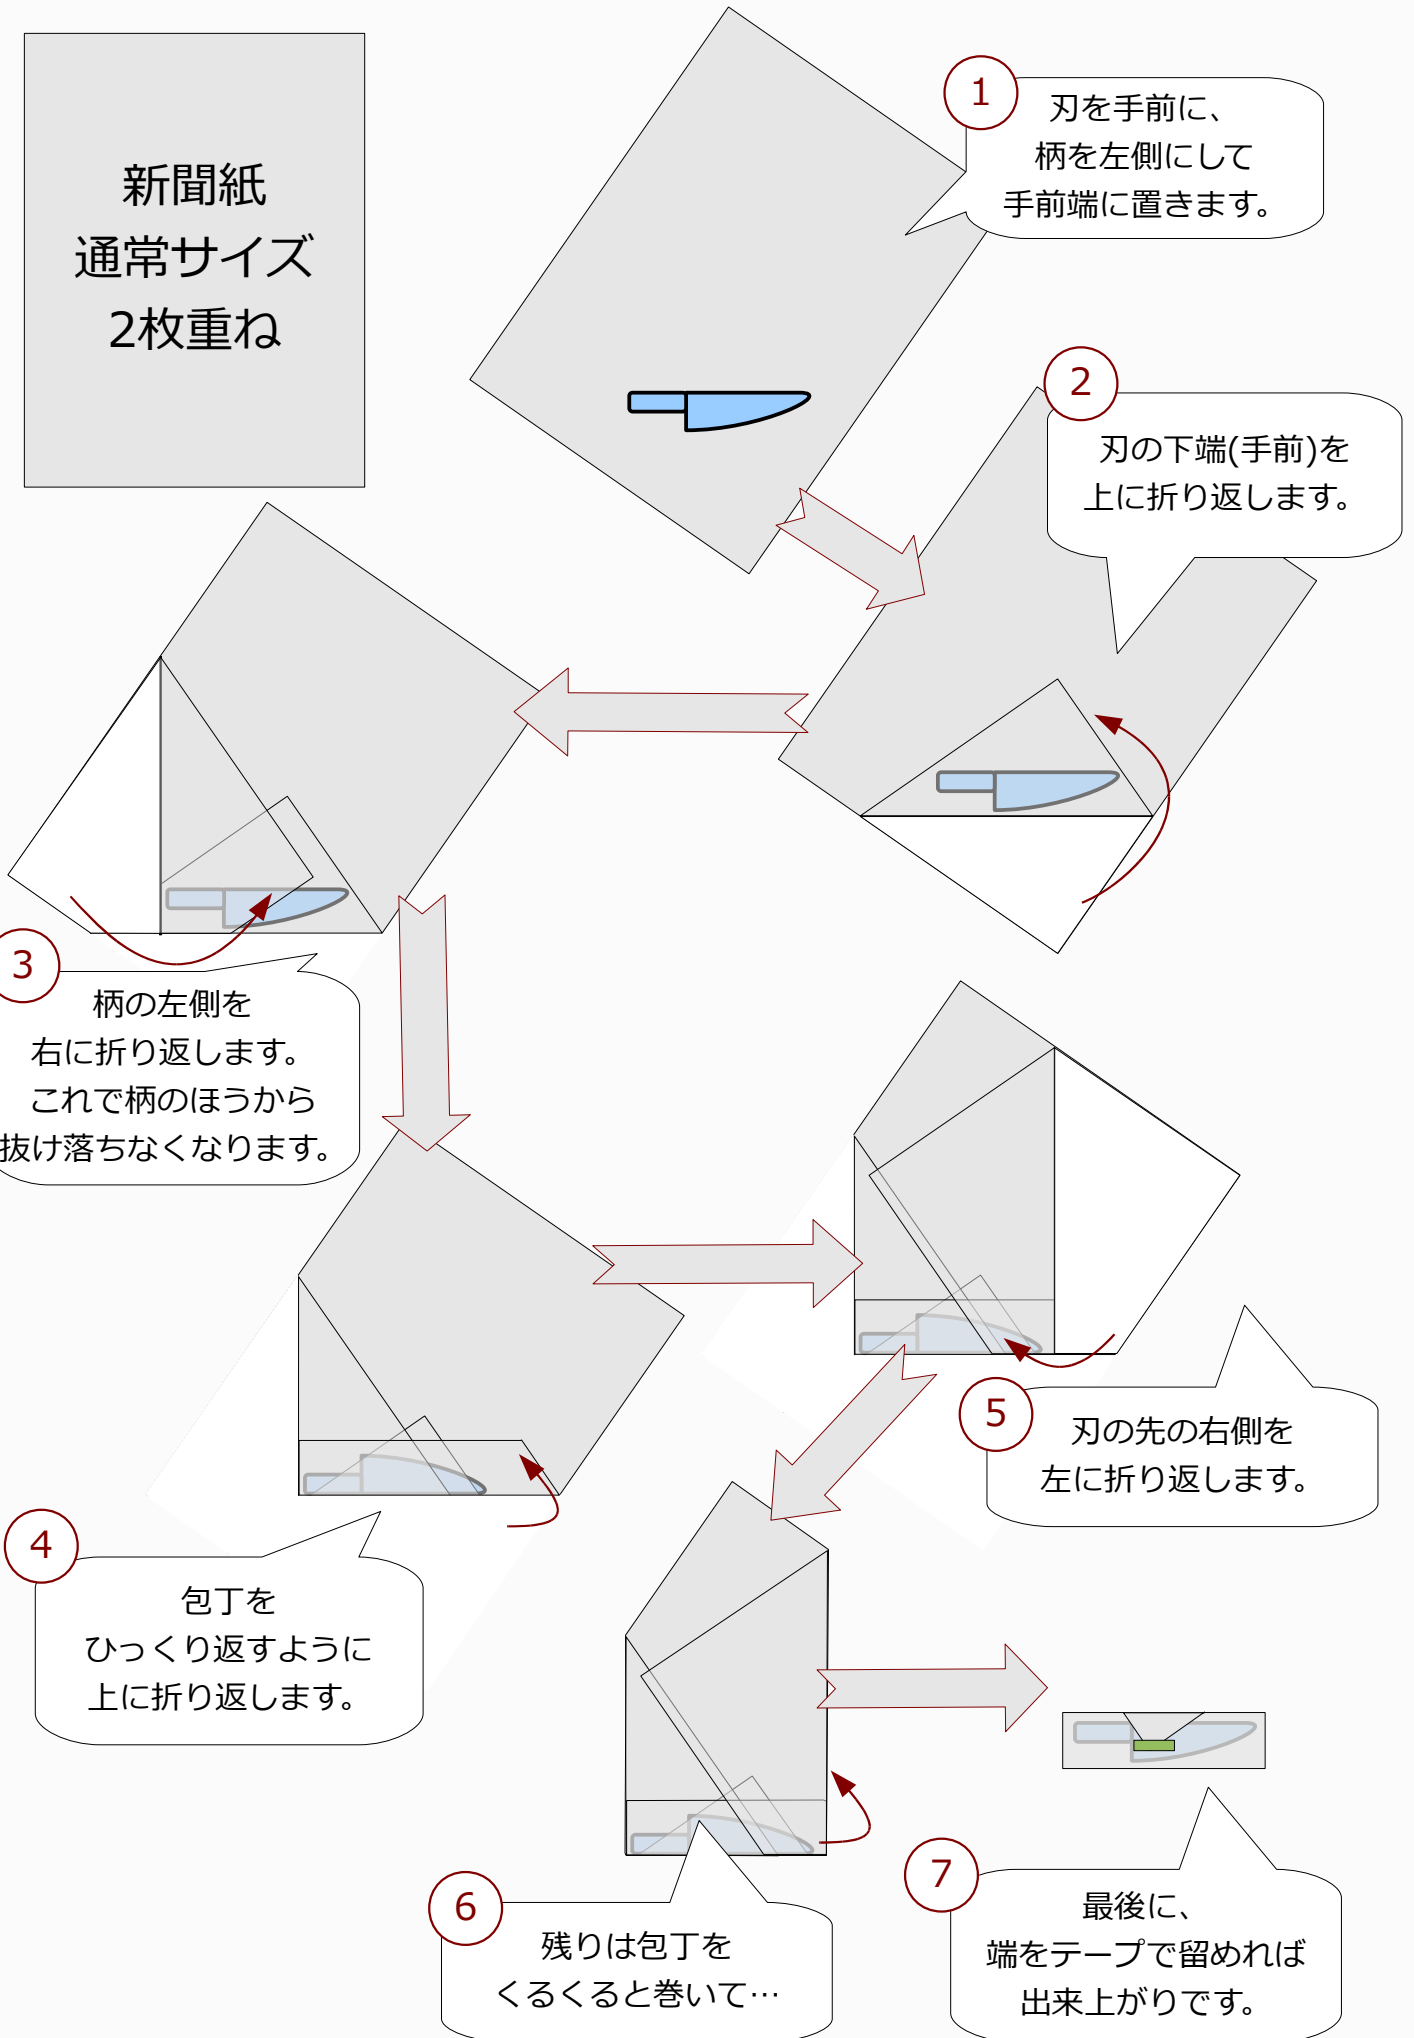 新聞紙
通常サイズ
2枚重ね
1
刃を手前に、
柄を左側にして
手前端に置きます。
2
刃の下端(手前)を
上に折り返します。
3
柄の左側を
右に折り返します。
これで柄のほうから
抜け落ちなくなります。
4
包丁を
ひっくり返すように
上に折り返します。
5
刃の先の右側を
左に折り返します。
6
残りは包丁を
くるくると巻いて…
7
最後に、
端をテープで留めれば
出来上がりです。